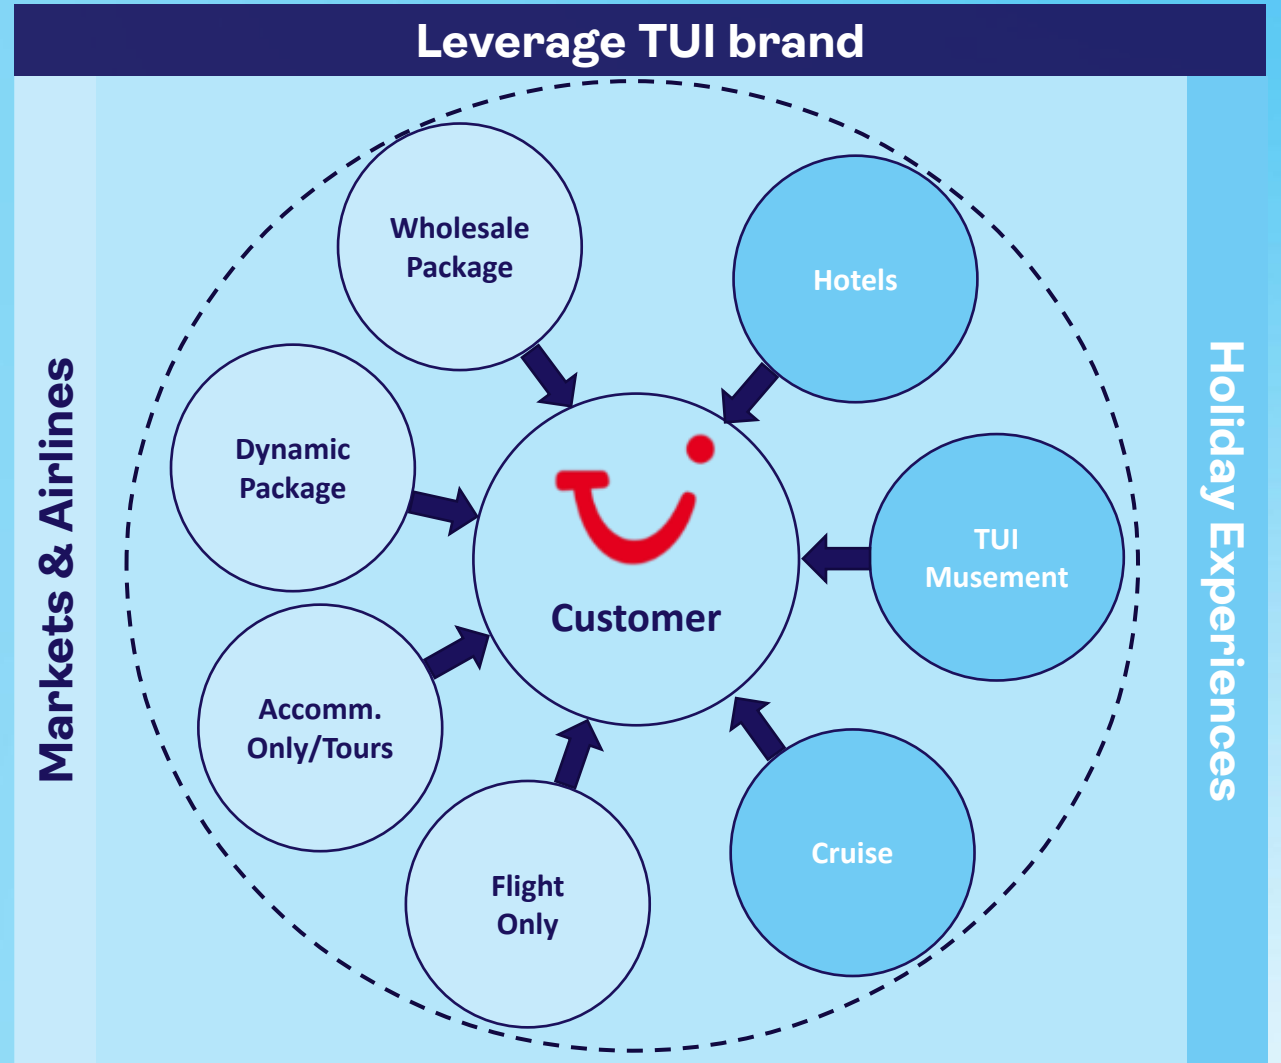 Leverage TUI brand
Markets & Airlines
Wholesale
Package
Dynamic
Package
Accomm.
Only/Tours
Flight
Only
Customer
Hotels
TUI
Musement
Cruise
Holiday Experiences